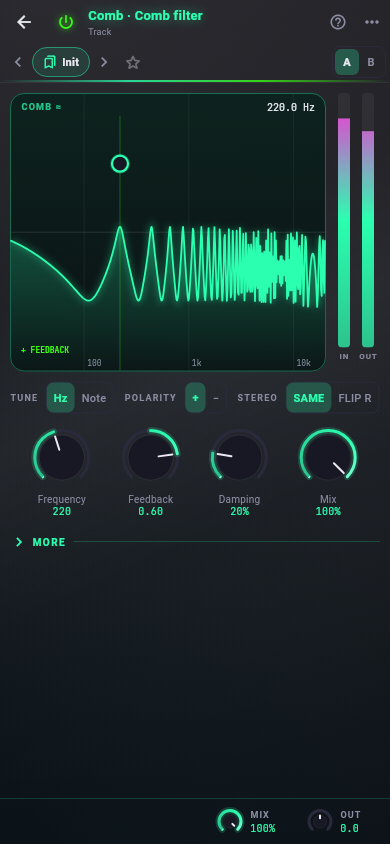 Comb · Comb filter
Track
Init
A B
COMB ≈ 220.0 Hz
+ FEEDBACK
100 1k 10k
IN OUT
TUNE Hz Note POLARITY + − STEREO SAME FLIP R
Frequency Feedback Damping Mix
220 0.60 20% 100%
MORE
MIX OUT
100% 0.0